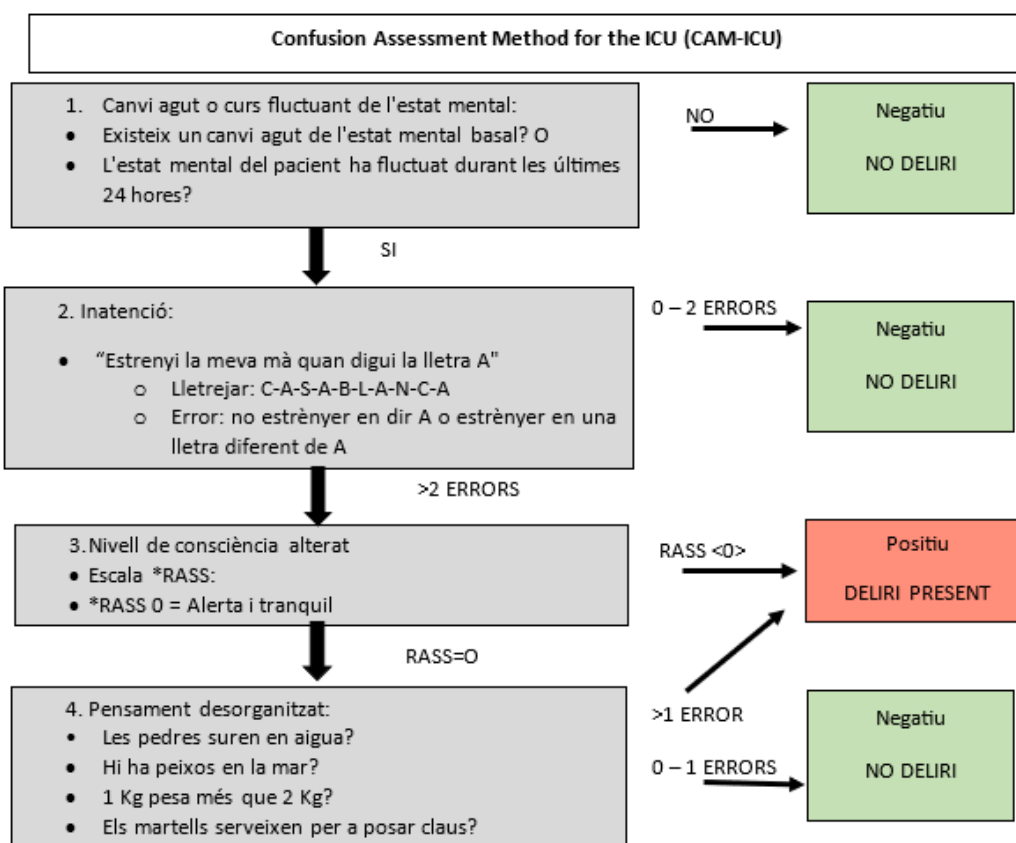 Confusion Assessment Method for the ICU (CAM-ICU)
1. Canvi agut o curs fluctuant de l'estat mental:
• Existeix un canvi agut de l'estat mental basal? O
• L'estat mental del pacient ha fluctuat durant les últimes
24 hores?
NO
Negatiu
NO DELIRI
SI
2. Inatenció:
• “Estrenyi la meva mà quan digui la lletra A"
o Lletrejar: C-A-S-A-B-L-A-N-C-A
o Error: no estrènyer en dir A o estrènyer en una
lletra diferent de A
0 – 2 ERRORS
Negatiu
NO DELIRI
>2 ERRORS
3. Nivell de consciència alterat
• Escala *RASS:
• *RASS 0 = Alerta i tranquil
RASS <0>
Positiu
DELIRI PRESENT
RASS=O
4. Pensament desorganitzat:
• Les pedres suren en aigua?
• Hi ha peixos en la mar?
• 1 Kg pesa més que 2 Kg?
• Els martells serveixen per a posar claus?
>1 ERROR
0 – 1 ERRORS
Negatiu
NO DELIRI